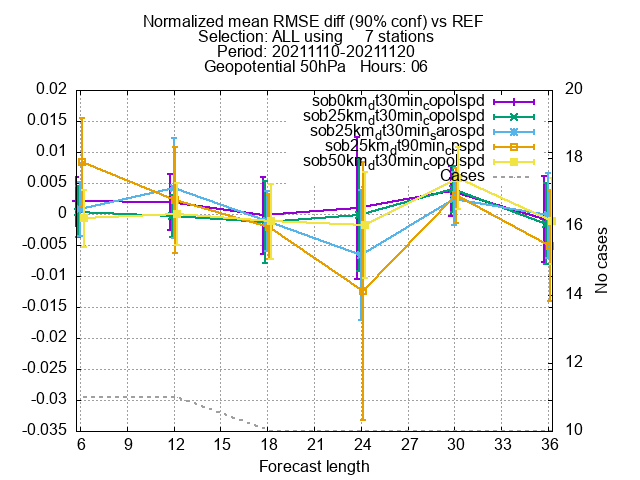 Normalized mean RMSE diff (90% conf) vs REF
Selection: ALL using 7 stations
Period: 20211110-20211120
Geopotential 50hPa Hours: 06
0.02
0.015
0.01
0.005
0
-0.005
-0.01
-0.015
-0.02
-0.025
-0.03
-0.035
sob0km_dt30min_copolspd
sob25km_dt30min_copolspd
sob25km_dt30min_sarospd
sob25km_dt90min_crspd
sob50km_dt30min_copolspd
Cases
20
18
16
14
12
10
No cases
6 9 12 15 18 21 24 27 30 33 36
Forecast length